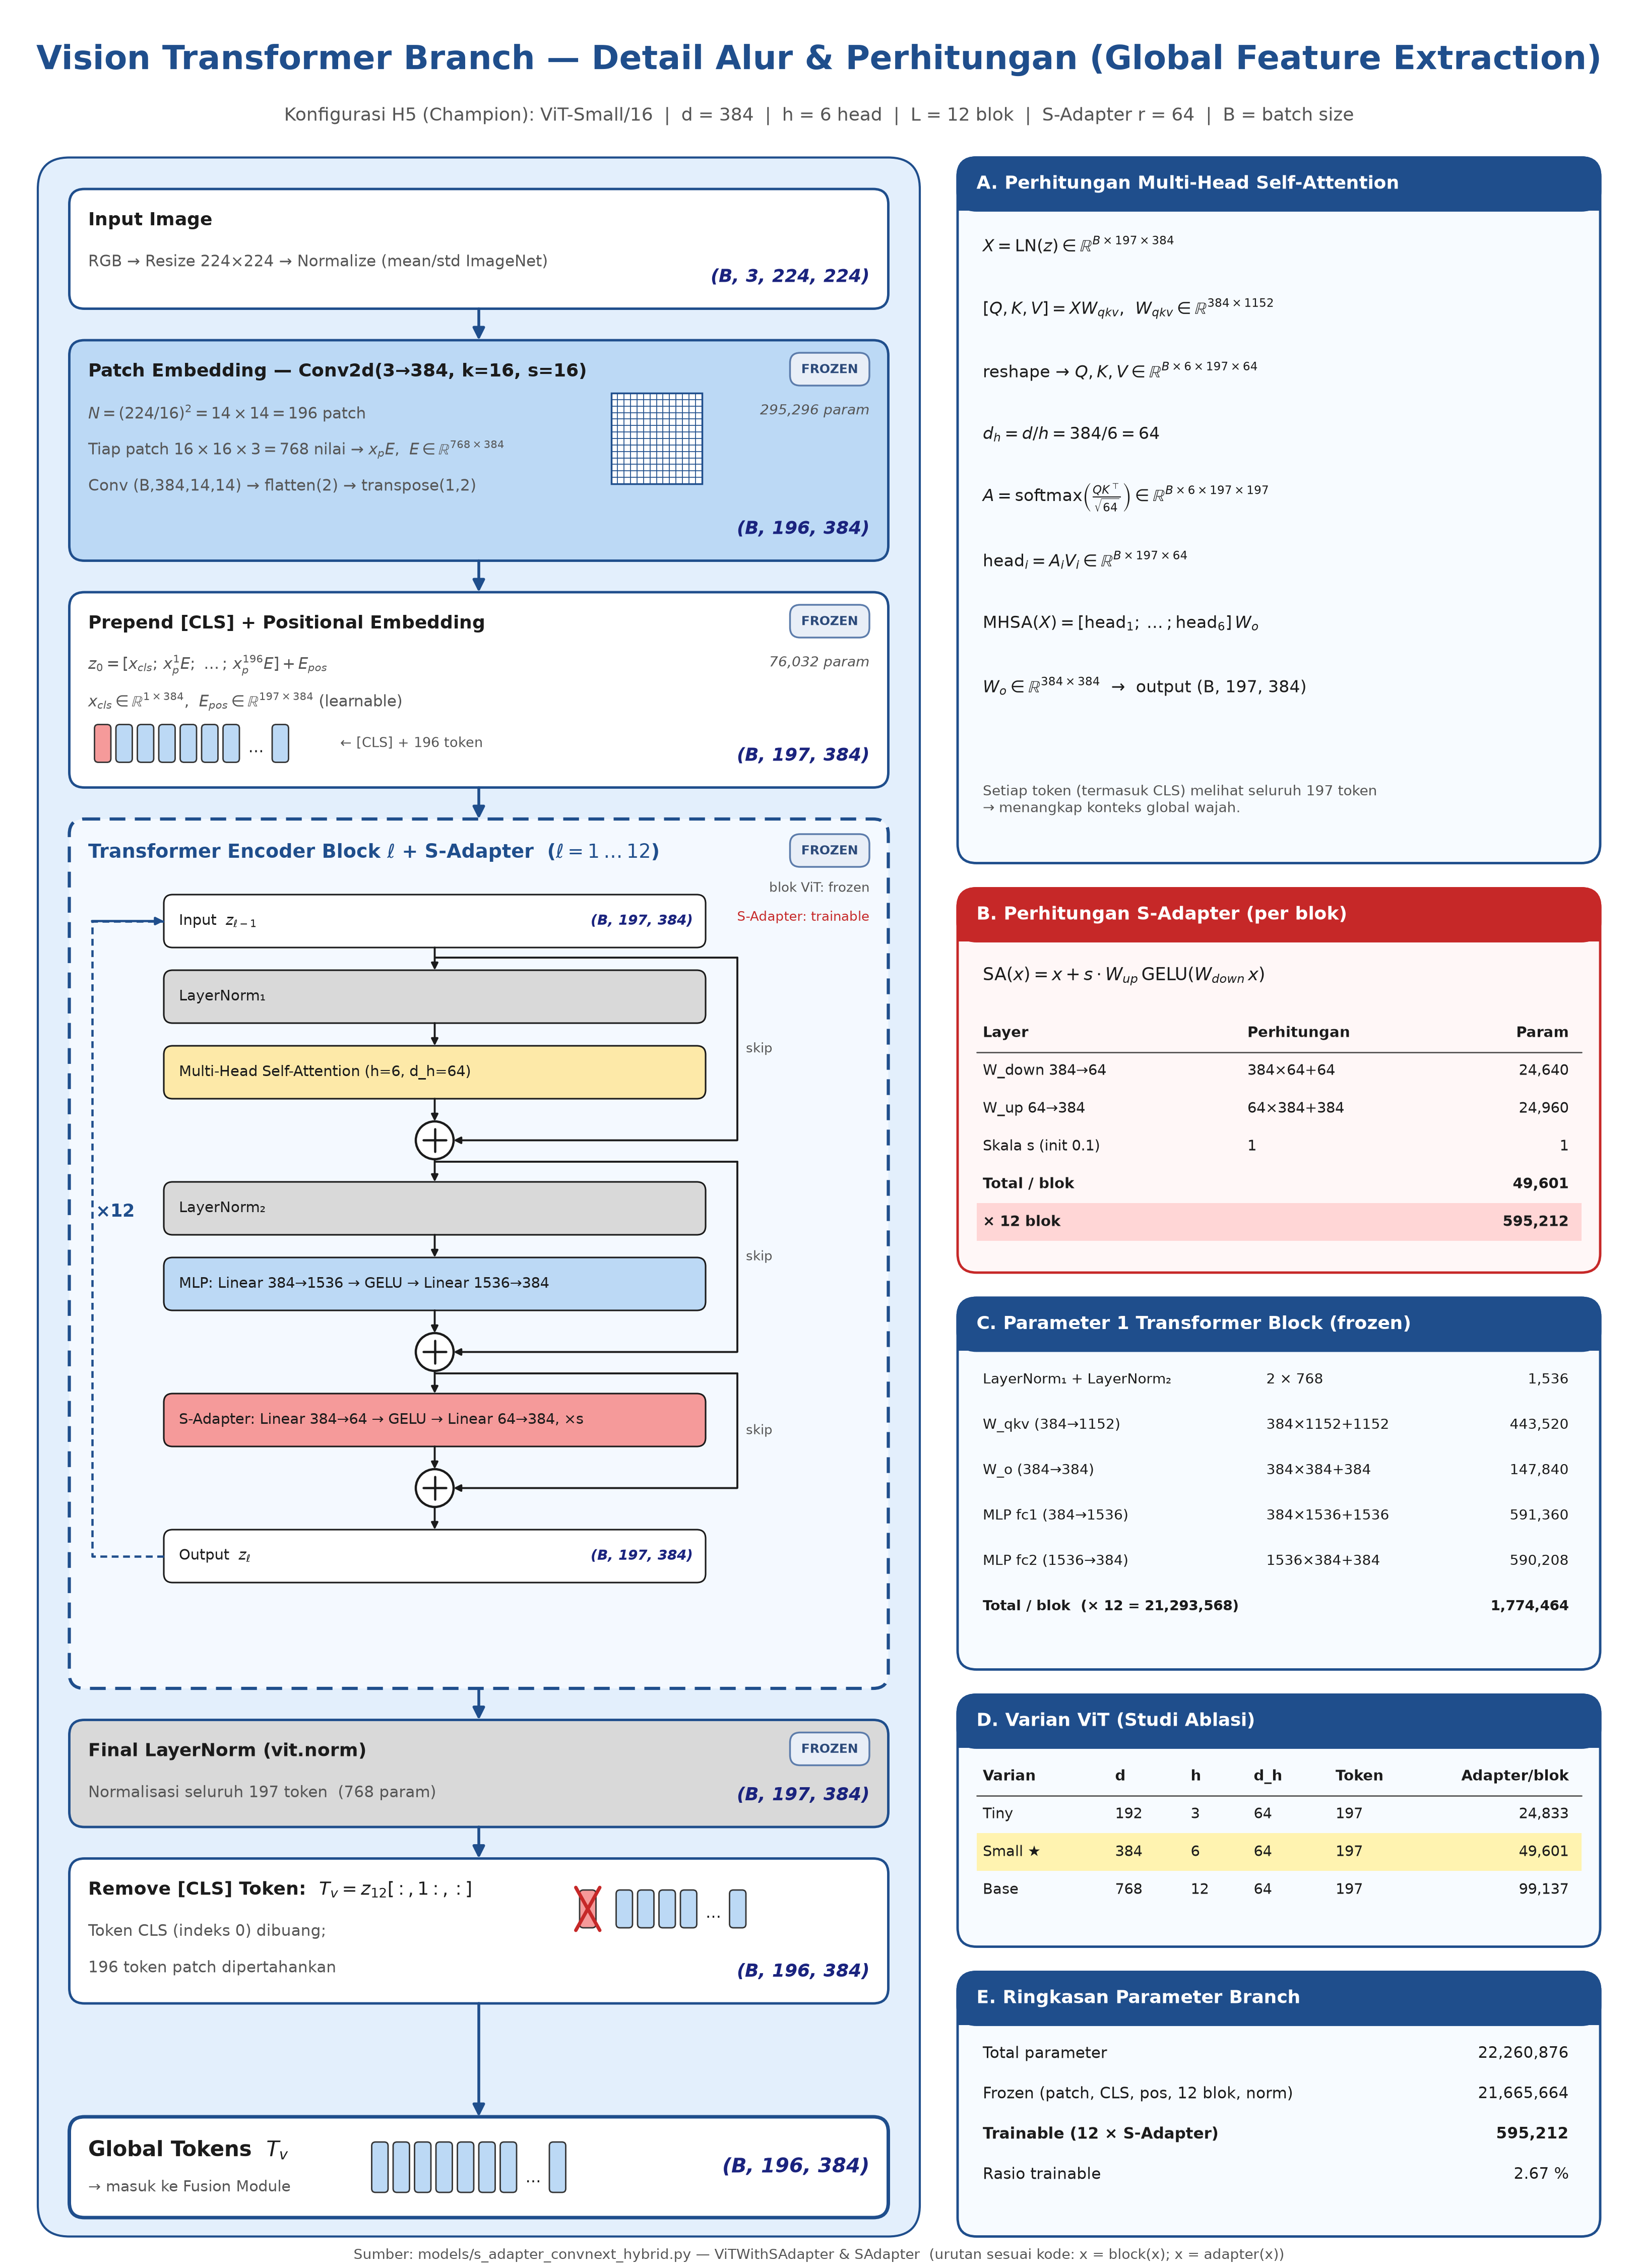 Vision Transformer Branch — Detail Alur & Perhitungan (Global Feature Extraction)
Konfigurasi H5 (Champion): ViT-Small/16 | d = 384 | h = 6 head | L = 12 blok | S-Adapter r = 64 | B = batch size
Input Image
RGB → Resize 224×224 → Normalize (mean/std ImageNet)
(B, 3, 224, 224)
Patch Embedding — Conv2d(3→384, k=16, s=16)
FROZEN
N = (224/16)² = 14 × 14 = 196 patch
295,296 param
Tiap patch 16 × 16 × 3 = 768 nilai → x_pE, E ∈ ℝ^{768×384}
Conv (B,384,14,14) → flatten(2) → transpose(1,2)
(B, 196, 384)
Prepend [CLS] + Positional Embedding
FROZEN
z₀ = [x_{cls}; x_p^1E; … ; x_p^{196}E] + E_{pos}
76,032 param
x_{cls} ∈ ℝ^{1×384}, E_{pos} ∈ ℝ^{197×384} (learnable)
...
← [CLS] + 196 token
(B, 197, 384)
Transformer Encoder Block ℓ + S-Adapter (ℓ = 1 … 12)
FROZEN
blok ViT: frozen
S-Adapter: trainable
Input z_{ℓ−1}
(B, 197, 384)
LayerNorm₁
skip
Multi-Head Self-Attention (h=6, d_h=64)
LayerNorm₂
×12
skip
MLP: Linear 384→1536 → GELU → Linear 1536→384
S-Adapter: Linear 384→64 → GELU → Linear 64→384, ×s
skip
Output z_ℓ
(B, 197, 384)
Final LayerNorm (vit.norm)
FROZEN
Normalisasi seluruh 197 token (768 param)
(B, 197, 384)
Remove [CLS] Token: T_v = z₁₂[:, 1:, :]
...
Token CLS (indeks 0) dibuang;
196 token patch dipertahankan
(B, 196, 384)
Global Tokens T_v
...
(B, 196, 384)
→ masuk ke Fusion Module
A. Perhitungan Multi-Head Self-Attention
X = LN(z) ∈ ℝ^{B×197×384}
[Q, K, V] = XW_{qkv}, W_{qkv} ∈ ℝ^{384×1152}
reshape → Q, K, V ∈ ℝ^{B×6×197×64}
d_h = d/h = 384/6 = 64
A = softmax(QK^⊤/√64) ∈ ℝ^{B×6×197×197}
head_i = A_iV_i ∈ ℝ^{B×197×64}
MHSA(X) = [head₁; … ; head₆] W_o
W_o ∈ ℝ^{384×384} → output (B, 197, 384)
Setiap token (termasuk CLS) melihat seluruh 197 token
→ menangkap konteks global wajah.
B. Perhitungan S-Adapter (per blok)
SA(x) = x + s · W_{up} GELU(W_{down} x)
Layer Perhitungan Param
W_down 384→64 384×64+64 24,640
W_up 64→384 64×384+384 24,960
Skala s (init 0.1) 1 1
Total / blok 49,601
× 12 blok 595,212
C. Parameter 1 Transformer Block (frozen)
LayerNorm₁ + LayerNorm₂ 2 × 768 1,536
W_qkv (384→1152) 384×1152+1152 443,520
W_o (384→384) 384×384+384 147,840
MLP fc1 (384→1536) 384×1536+1536 591,360
MLP fc2 (1536→384) 1536×384+384 590,208
Total / blok (× 12 = 21,293,568) 1,774,464
D. Varian ViT (Studi Ablasi)
Varian d h d_h Token Adapter/blok
Tiny 192 3 64 197 24,833
Small ★ 384 6 64 197 49,601
Base 768 12 64 197 99,137
E. Ringkasan Parameter Branch
Total parameter 22,260,876
Frozen (patch, CLS, pos, 12 blok, norm) 21,665,664
Trainable (12 × S-Adapter) 595,212
Rasio trainable 2.67 %
Sumber: models/s_adapter_convnext_hybrid.py — ViTWithSAdapter & SAdapter (urutan sesuai kode: x = block(x); x = adapter(x))